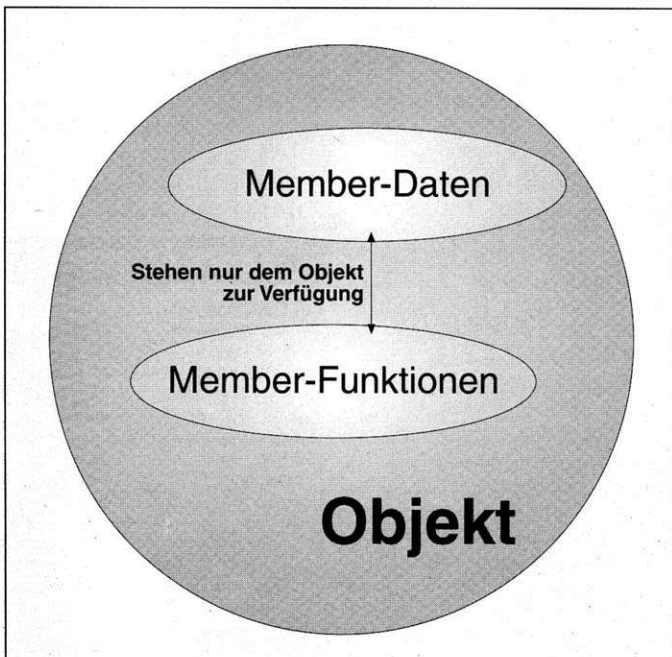 Member-Daten
Stehen nur dem Objekt
zur Verfügung
Member-Funktionen
Objekt